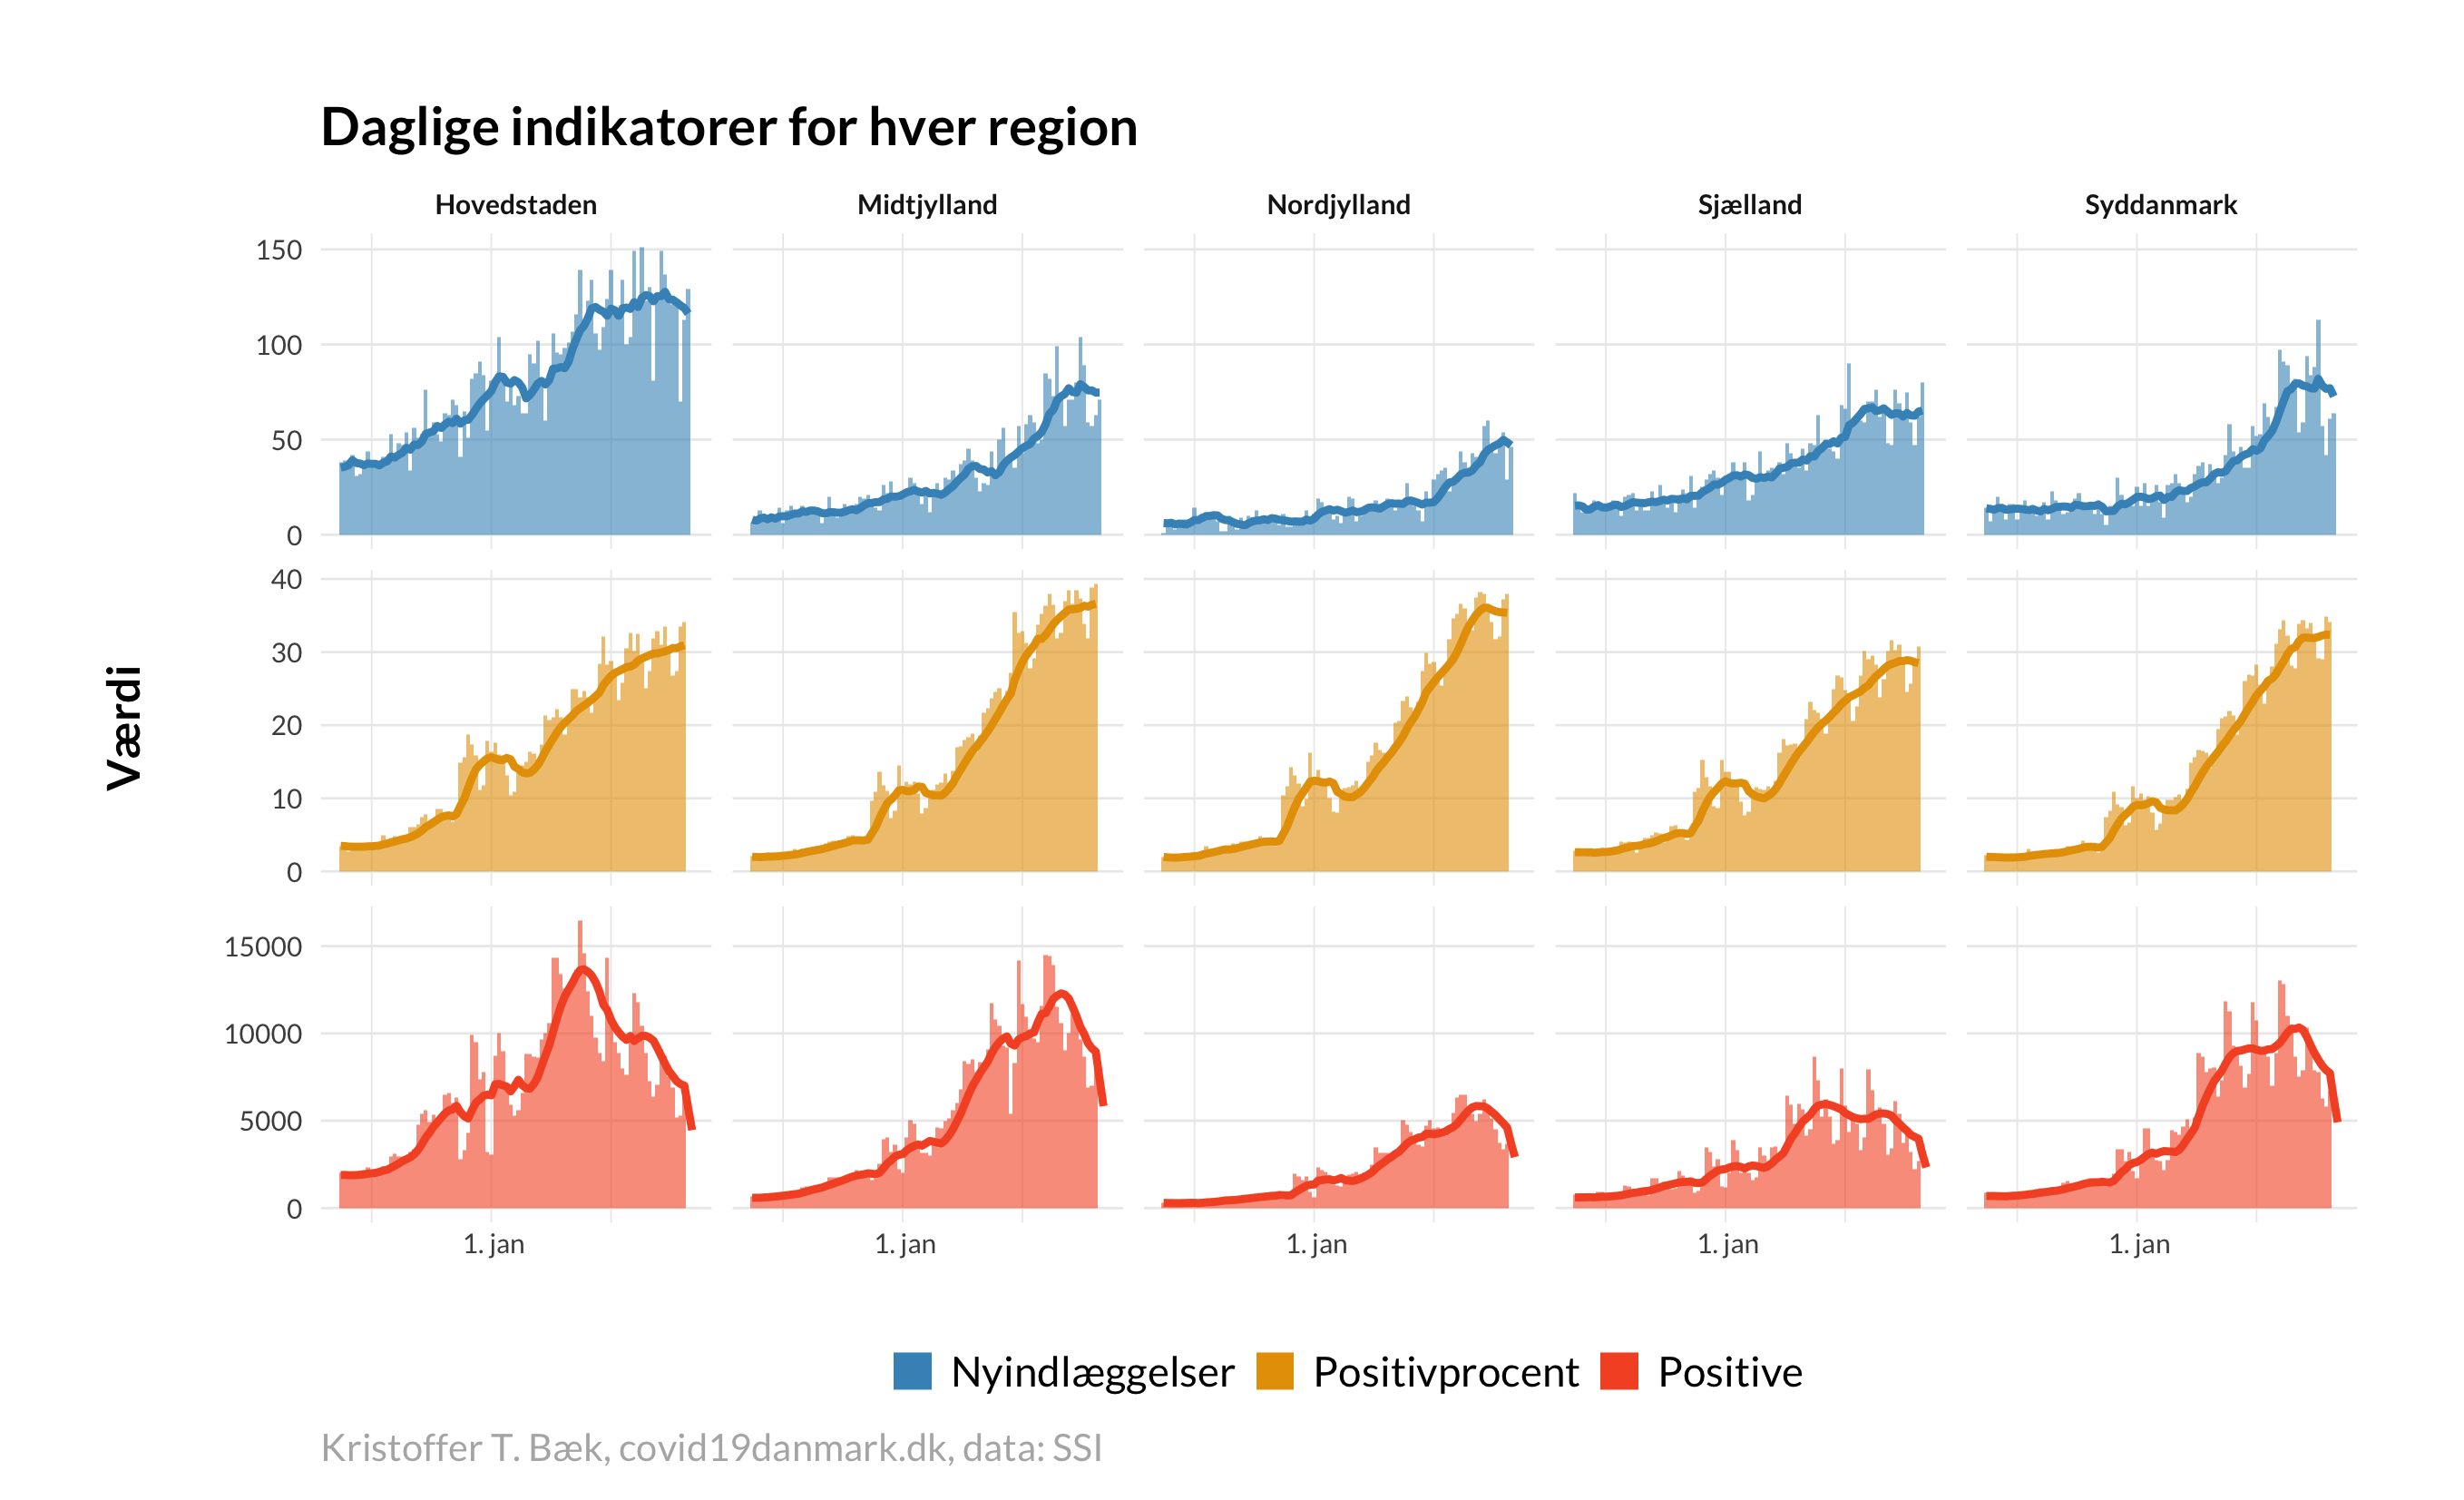 Daglige indikatorer for hver region
Hovedstaden Midtjylland Nordjylland Sjælland Syddanmark
150
100
50
0
40
30
20
10
0
15000
10000
5000
0
Værdi
1. jan 1. jan 1. jan 1. jan 1. jan
Nyindlæggelser Positivprocent Positive
Kristoffer T. Bæk, covid19danmark.dk, data: SSI